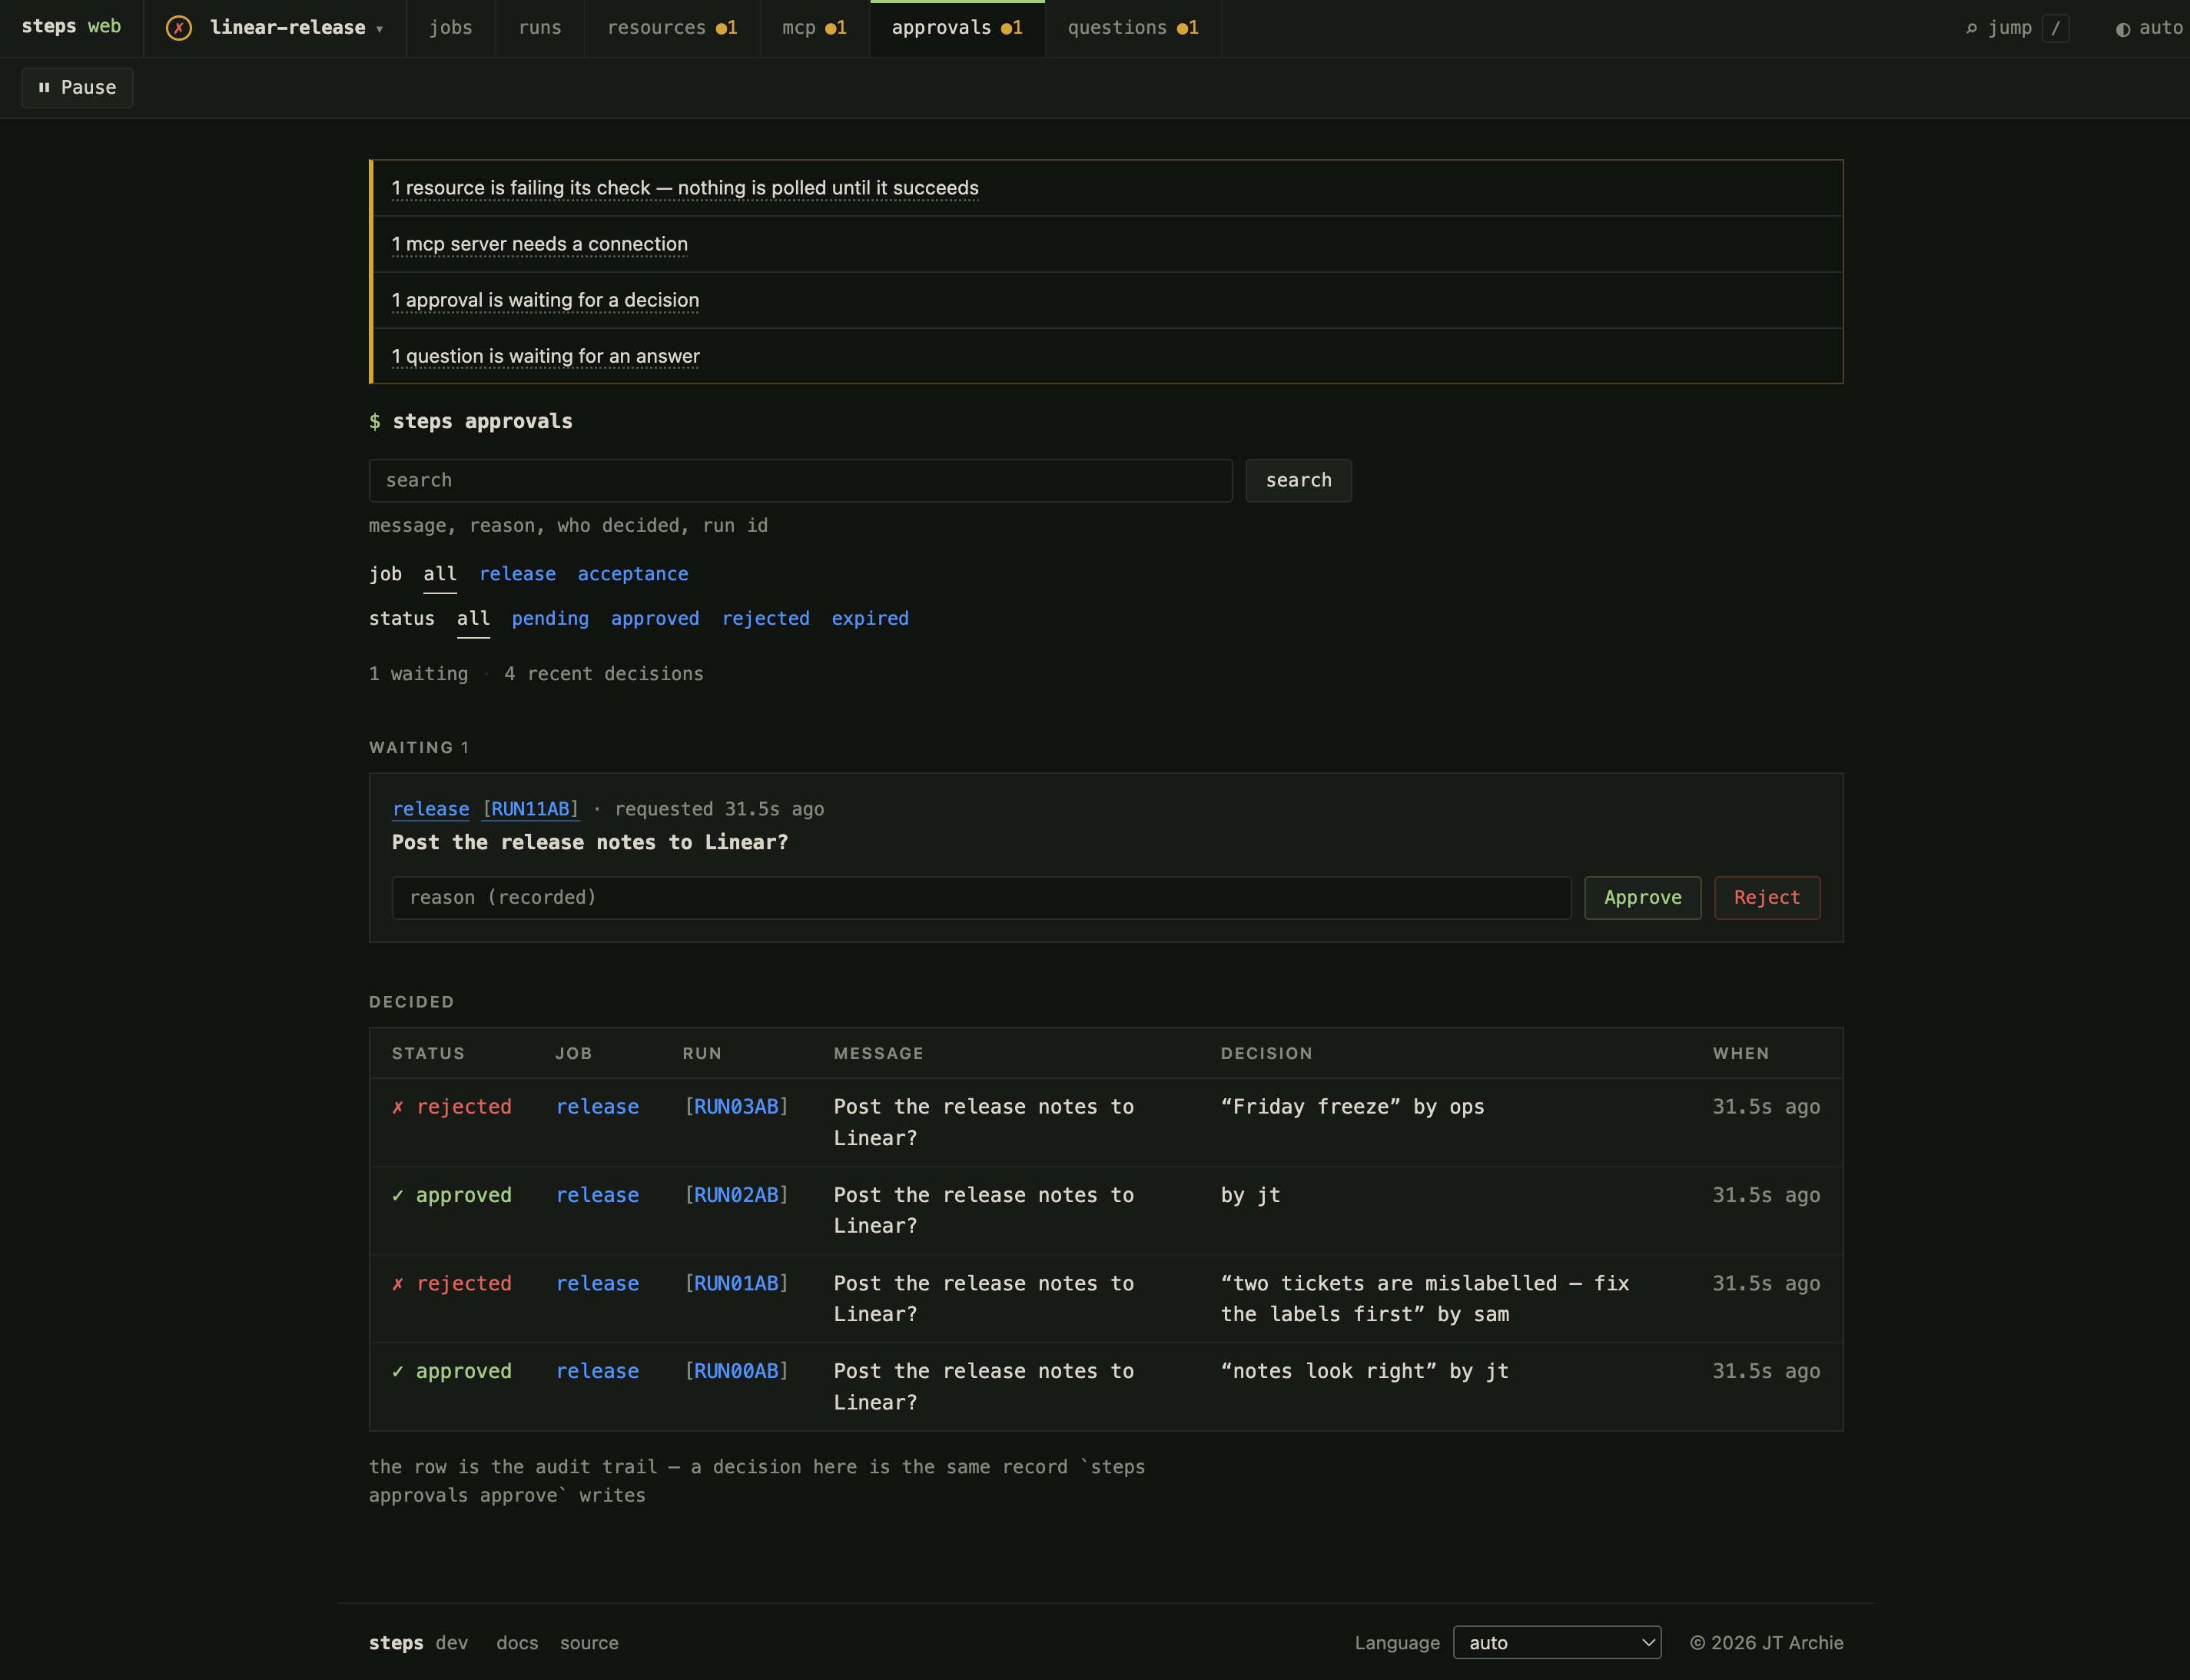 steps web ✗ linear-release ▾ jobs runs resources ●1 mcp ●1 approvals ●1 questions ●1 ⌕ jump / ◐ auto
⏸ Pause
1 resource is failing its check — nothing is polled until it succeeds
1 mcp server needs a connection
1 approval is waiting for a decision
1 question is waiting for an answer
$ steps approvals
search search
message, reason, who decided, run id
job all release acceptance
status all pending approved rejected expired
1 waiting · 4 recent decisions
WAITING 1
release [RUN11AB] · requested 31.5s ago
Post the release notes to Linear?
reason (recorded) Approve Reject
DECIDED
STATUS JOB RUN MESSAGE DECISION WHEN
✗ rejected release [RUN03AB] Post the release notes to “Friday freeze” by ops 31.5s ago
Linear?
✓ approved release [RUN02AB] Post the release notes to by jt 31.5s ago
Linear?
✗ rejected release [RUN01AB] Post the release notes to “two tickets are mislabelled — fix 31.5s ago
Linear? the labels first” by sam
✓ approved release [RUN00AB] Post the release notes to “notes look right” by jt 31.5s ago
Linear?
the row is the audit trail — a decision here is the same record `steps
approvals approve` writes
steps dev docs source Language auto © 2026 JT Archie